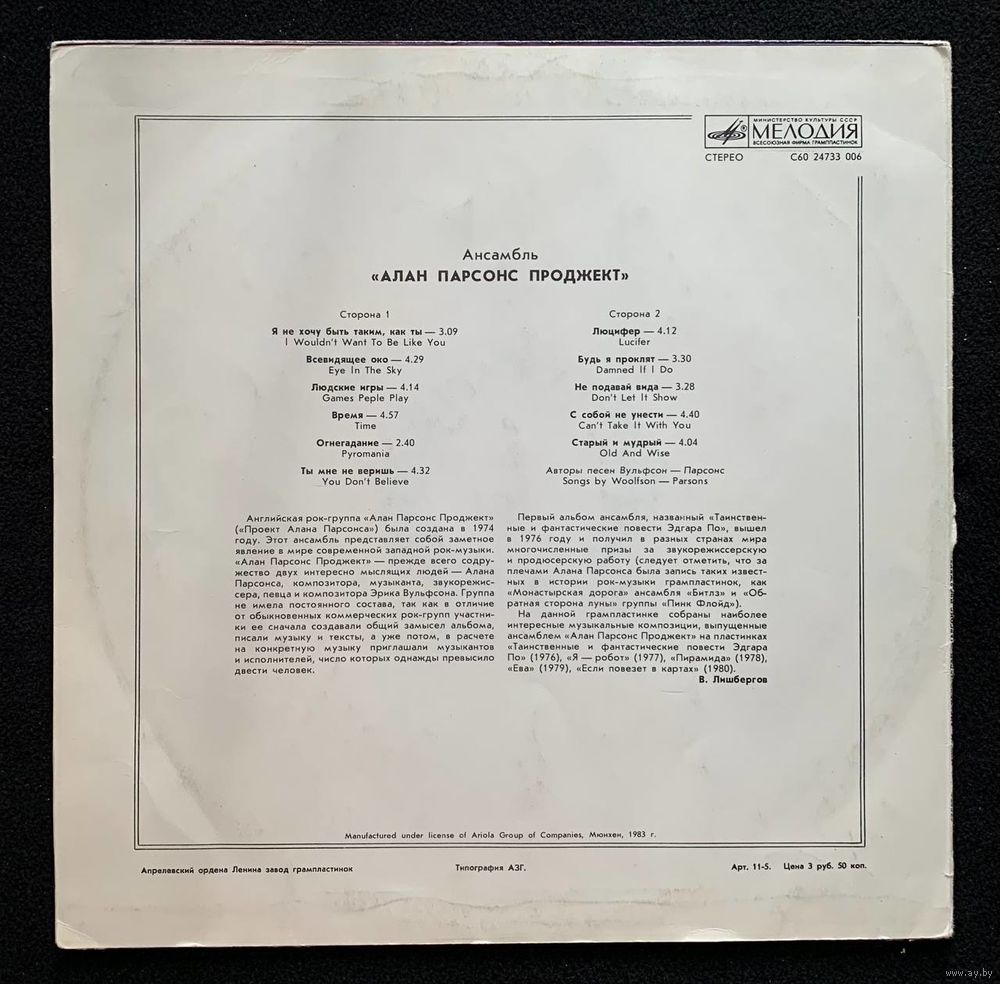 МИНИСТЕРСТВО КУЛЬТУРЫ СССР
МЕЛОДИЯ
ВСЕСОЮЗНАЯ ФИРМА ГРАМПЛАСТИНОК
СТЕРЕО С60 24733 006
Ансамбль
«АЛАН ПАРСОНС ПРОДЖЕКТ»
Сторона 1
Я не хочу быть таким, как ты — 3.09
I Wouldn't Want To Be Like You
Всевидящее око — 4.29
Eye In The Sky
Людские игры — 4.14
Games Peple Play
Время — 4.57
Time
Огнегадание — 2.40
Pyromania
Ты мне не веришь — 4.32
You Don't Believe
Сторона 2
Люцифер — 4.12
Lucifer
Будь я проклят — 3.30
Damned If I Do
Не подавай вида — 3.28
Don't Let It Show
С собой не унести — 4.40
Can't Take It With You
Старый и мудрый — 4.04
Old And Wise
Авторы песен Вульфсон — Парсонс
Songs by Woolfson — Parsons
Английская рок-группа «Алан Парсонс Проджект»
(«Проект Алана Парсонса») была создана в 1974
году. Этот ансамбль представляет собой заметное
явление в мире современной западной рок-музыки.
«Алан Парсонс Проджект» — прежде всего содру-
жество двух интересно мыслящих людей — Алана
Парсонса, композитора, музыканта, звукорежис-
сера, певца и композитора Эрика Вульфсона. Группа
не имела постоянного состава, так как в отличие
от обыкновенных коммерческих рок-групп участни-
ки ее сначала создавали общий замысел альбома,
писали музыку и тексты, а уже потом, в расчете
на конкретную музыку приглашали музыкантов
и исполнителей, число которых однажды превысило
двести человек.
Первый альбом ансамбля, названный «Таинствен-
ные и фантастические повести Эдгара По», вышел
в 1976 году и получил в разных странах мира
многочисленные призы за звукорежиссерскую
и продюсерскую работу (следует отметить, что за
плечами Алана Парсонса была запись таких извест-
ных в истории рок-музыки грампластинок, как
«Монастырская дорога» ансамбля «Битлз» и «Об-
ратная сторона луны» группы «Пинк Флойд»).
На данной грампластинке собраны наиболее
интересные музыкальные композиции, выпущенные
ансамблем «Алан Парсонс Проджект» на пластинках
«Таинственные и фантастические повести Эдгара
По» (1976), «Я — робот» (1977), «Пирамида» (1978),
«Ева» (1979), «Если повезет в картах» (1980).
В. Лишбергов
Manufactured under license of Ariola Group of Companies, Мюнхен, 1983 г.
Апрелевский ордена Ленина завод грампластинок Типография АЗГ. Арт. 11-5. Цена 3 руб. 50 коп.
www.ay.by